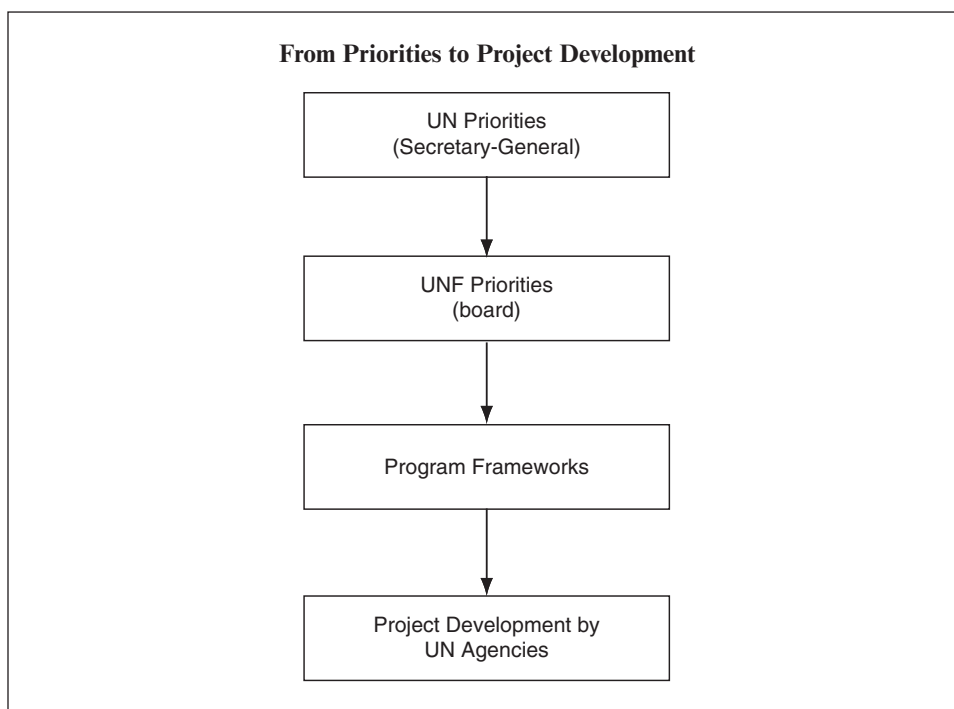 From Priorities to Project Development
UN Priorities
(Secretary-General)
UNF Priorities
(board)
Program Frameworks
Project Development by
UN Agencies